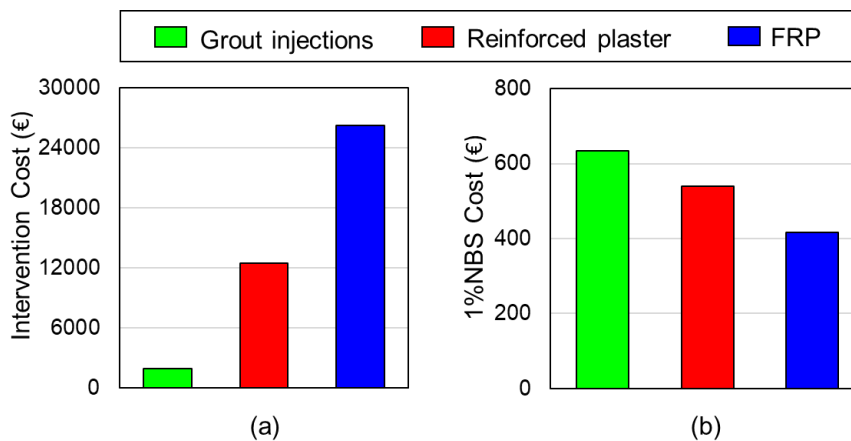 Grout injections Reinforced plaster FRP
Intervention Cost (€)
30000
24000
18000
12000
6000
0
(a)
1%NBS Cost (€)
800
600
400
200
0
(b)